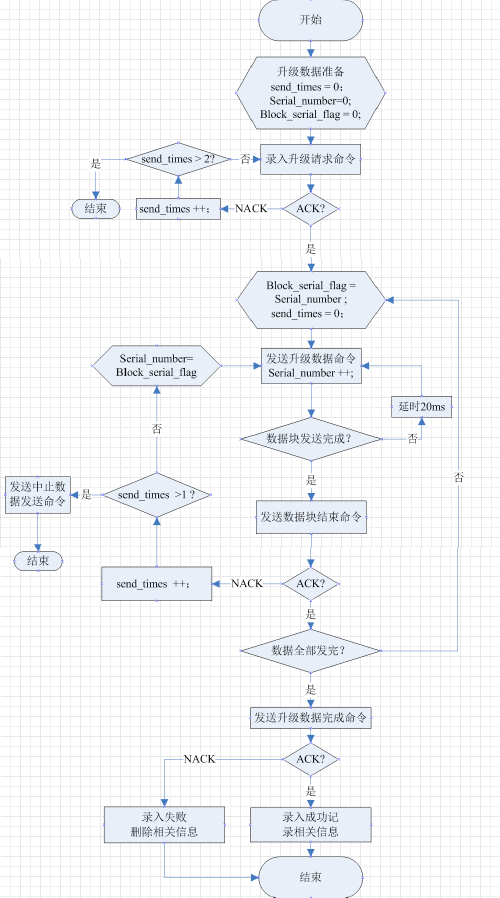 开始
升级数据准备
send_times = 0；
Serial_number=0;
Block_serial_flag = 0;
send_times > 2?
否
录入升级请求命令
是
结束
send_times ++；
NACK
ACK?
是
Block_serial_flag =
Serial_number ;
send_times = 0；
Serial_number=
Block_serial_flag
发送升级数据命令
Serial_number ++;
延时20ms
否
数据块发送完成？
否
是
否
发送中止数
据发送命令
是
send_times  >1 ?
发送数据块结束命令
结束
send_times  ++；
NACK
ACK?
是
数据全部发完？
是
发送升级数据完成命令
NACK
ACK?
是
录入失败
删除相关信息
录入成功记
录相关信息
结束